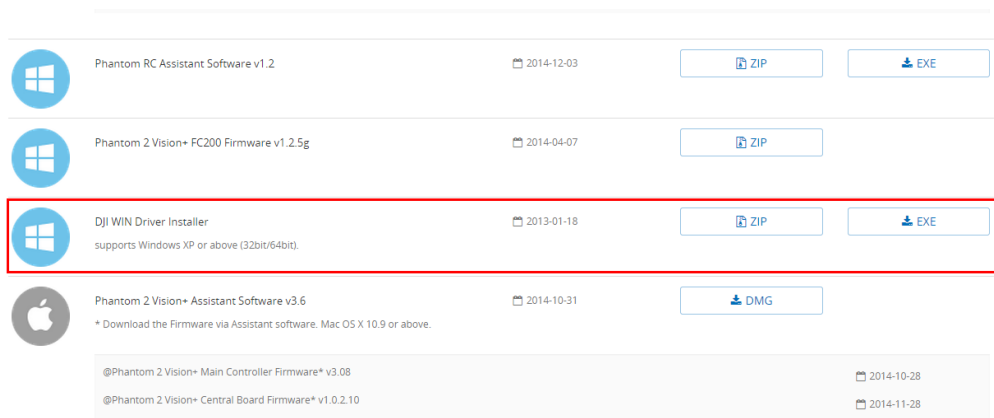 Phantom RC Assistant Software v1.2 2014-12-03 ZIP EXE
Phantom 2 Vision+ FC200 Firmware v1.2.5g 2014-04-07 ZIP
DJI WIN Driver Installer 2013-01-18 ZIP EXE
supports Windows XP or above (32bit/64bit).
Phantom 2 Vision+ Assistant Software v3.6 2014-10-31 DMG
* Download the Firmware via Assistant software. Mac OS X 10.9 or above.
@Phantom 2 Vision+ Main Controller Firmware* v3.08 2014-10-28
@Phantom 2 Vision+ Central Board Firmware* v1.0.2.10 2014-11-28